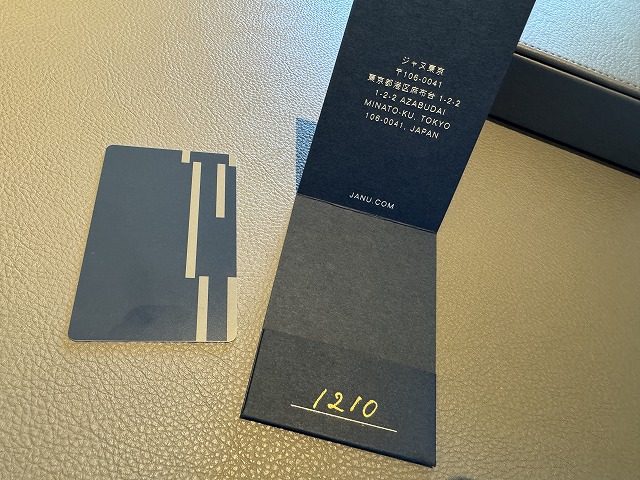 ジャヌ東京
〒106-0041
東京都港区麻布台 1-2-2
1-2-2 AZABUDAI
MINATO-KU, TOKYO
106-0041, JAPAN
JANU.COM
1210